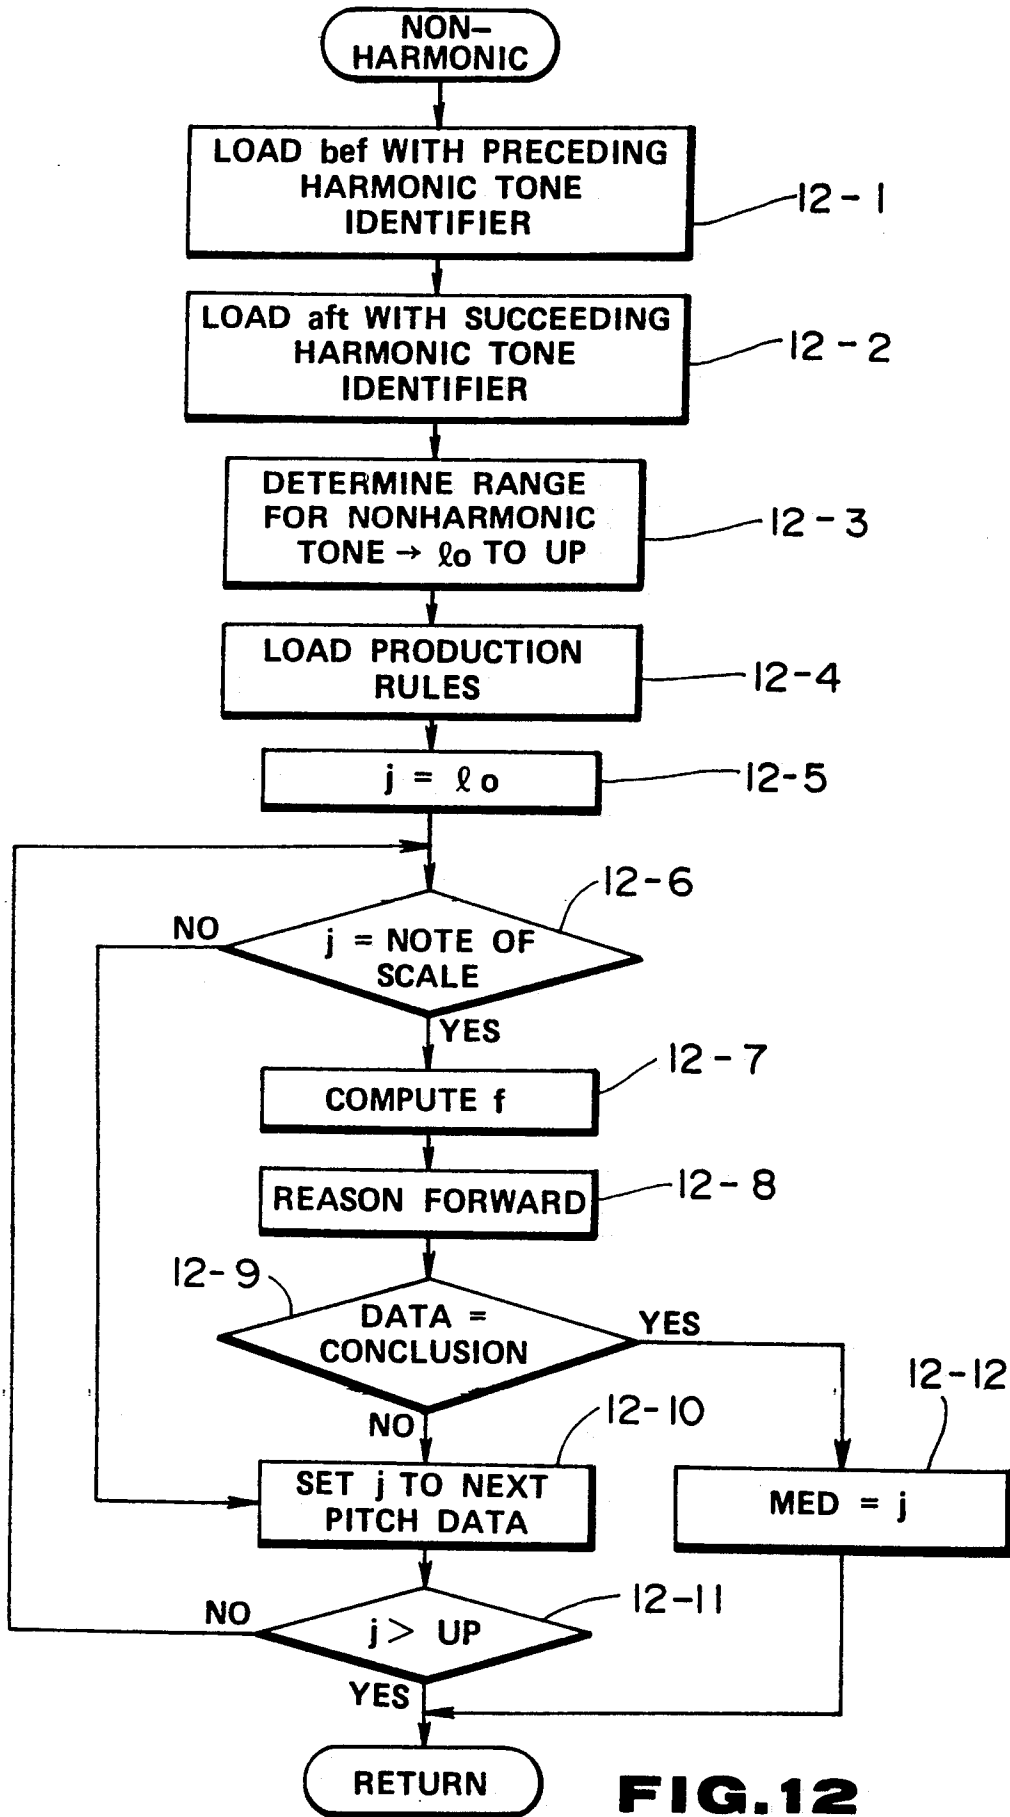 NON-
HARMONIC
LOAD bef WITH PRECEDING
HARMONIC TONE
IDENTIFIER
12-1
LOAD aft WITH SUCCEEDING
HARMONIC TONE
IDENTIFIER
12-2
DETERMINE RANGE
FOR NONHARMONIC
TONE → ℓo TO UP
12-3
LOAD PRODUCTION
RULES
12-4
j = ℓo
12-5
12-6
NO
j = NOTE OF
SCALE
YES
12-7
COMPUTE f
12-8
REASON FORWARD
12-9
DATA =
CONCLUSION
YES
NO
12-10
12-12
SET j TO NEXT
PITCH DATA
MED = j
12-11
NO
j > UP
YES
RETURN
FIG.12